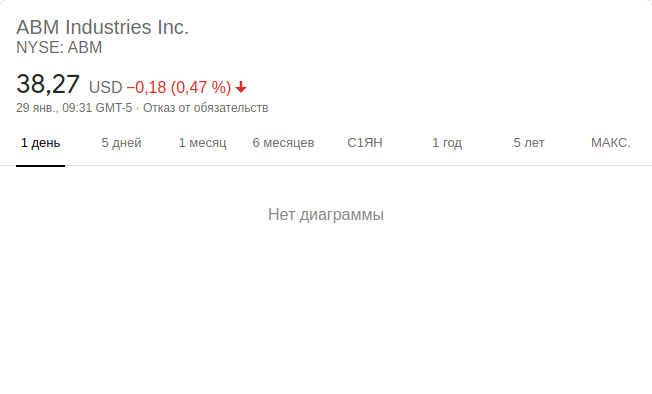 ABM Industries Inc.
NYSE: ABM
38,27 USD −0,18 (0,47 %)
29 янв., 09:31 GMT-5 · Отказ от обязательств
1 день 5 дней 1 месяц 6 месяцев С1ЯН 1 год 5 лет МАКС.
Нет диаграммы